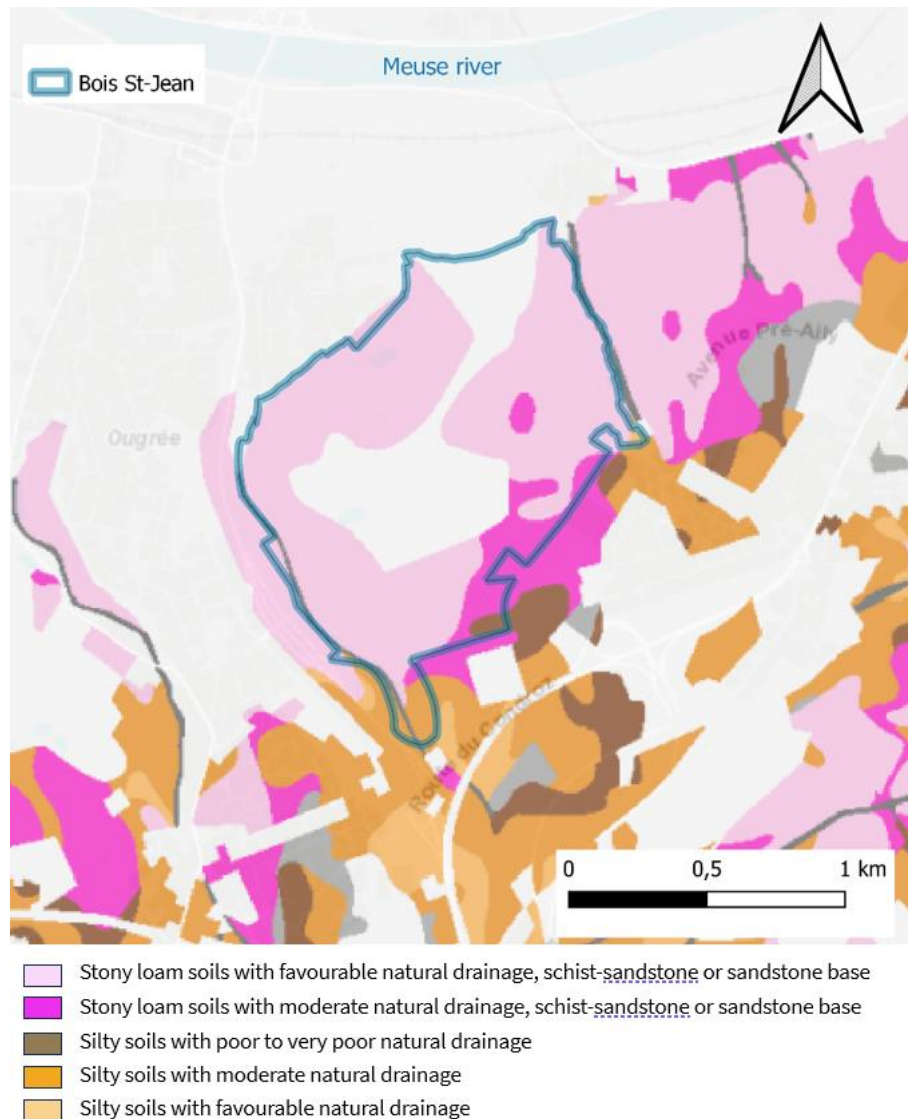 Meuse river
Bois St-Jean
Avenue Pré-Aily
Ougrée
Route du Condroz
0 0,5 1 km
Stony loam soils with favourable natural drainage, schist-sandstone or sandstone base
Stony loam soils with moderate natural drainage, schist-sandstone or sandstone base
Silty soils with poor to very poor natural drainage
Silty soils with moderate natural drainage
Silty soils with favourable natural drainage